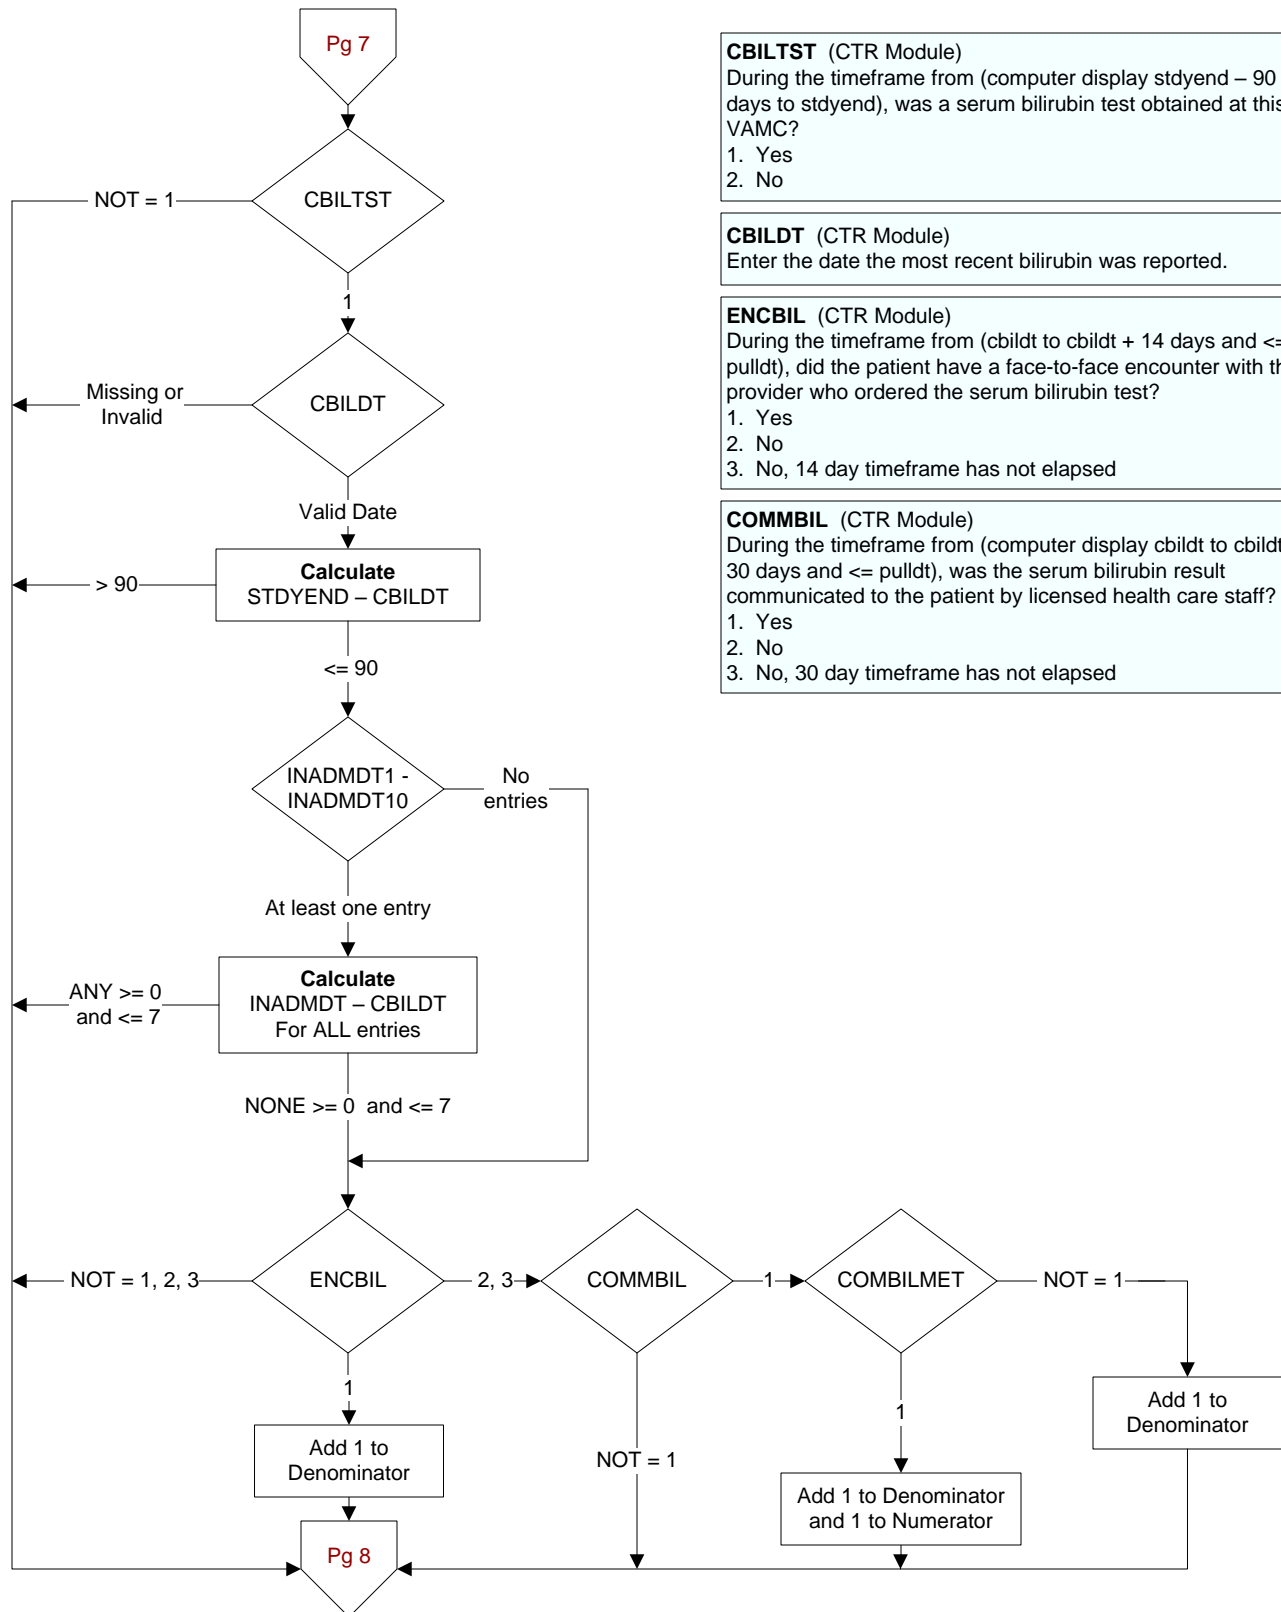 Pg 7
CBILTST
NOT = 1
1
CBILDT
Missing or
Invalid
Valid Date
Calculate
STDYEND – CBILDT
> 90
<= 90
INADMDT1 -
INADMDT10
No
entries
At least one entry
Calculate
INADMDT – CBILDT
For ALL entries
ANY >= 0
and <= 7
NONE >= 0 and <= 7
ENCBIL
NOT = 1, 2, 3
2, 3
COMMBIL
1
COMBILMET
NOT = 1
1
Add 1 to
Denominator
NOT = 1
1
Add 1 to Denominator
and 1 to Numerator
Add 1 to
Denominator
Pg 8
CBILTST (CTR Module)
During the timeframe from (computer display stdyend – 90
days to stdyend), was a serum bilirubin test obtained at this
VAMC?
1. Yes
2. No
CBILDT (CTR Module)
Enter the date the most recent bilirubin was reported.
ENCBIL (CTR Module)
During the timeframe from (cbildt to cbildt + 14 days and <=
pulldt), did the patient have a face-to-face encounter with
provider who ordered the serum bilirubin test?
1. Yes
2. No
3. No, 14 day timeframe has not elapsed
COMMBIL (CTR Module)
During the timeframe from (computer display cbildt to cbildt
30 days and <= pulldt), was the serum bilirubin result
communicated to the patient by licensed health care staff?
1. Yes
2. No
3. No, 30 day timeframe has not elapsed